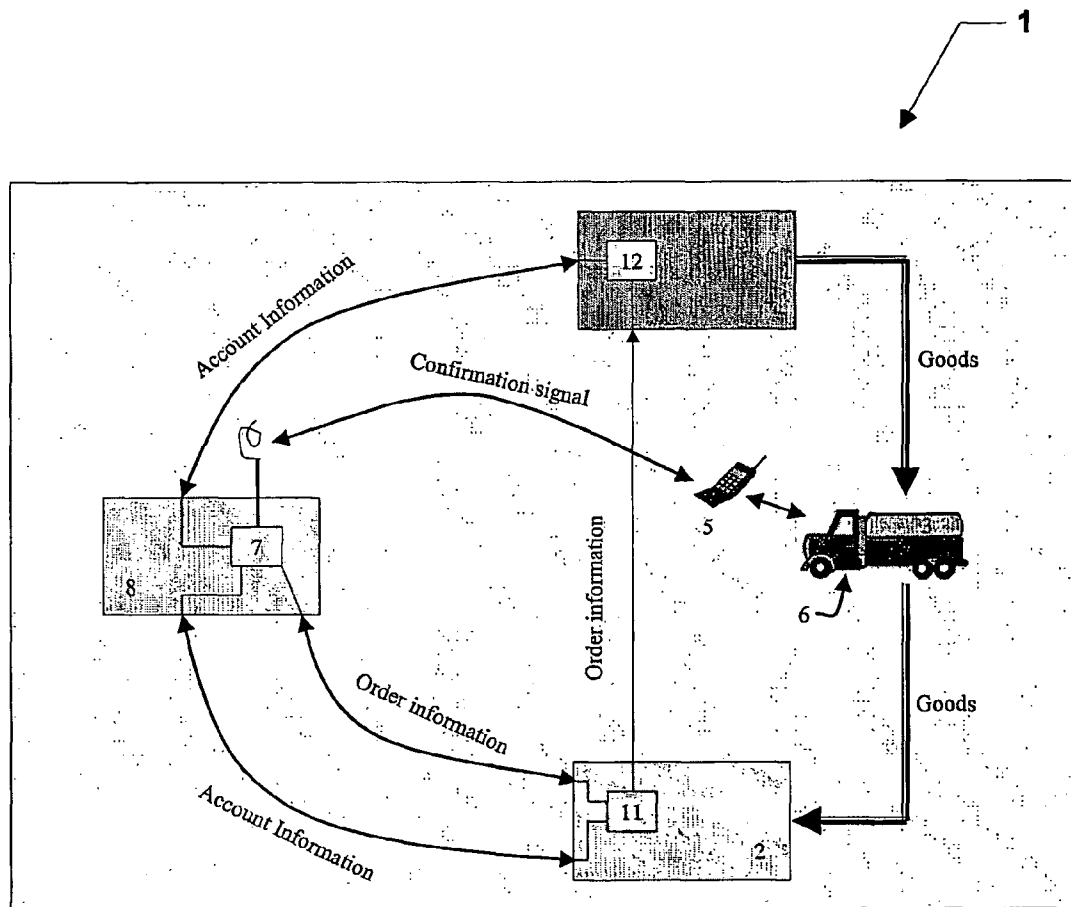 1
12
Account Information
Goods
Confirmation signal
5
3
7
8
6
Order information
Order information
Goods
11
2
Account Information